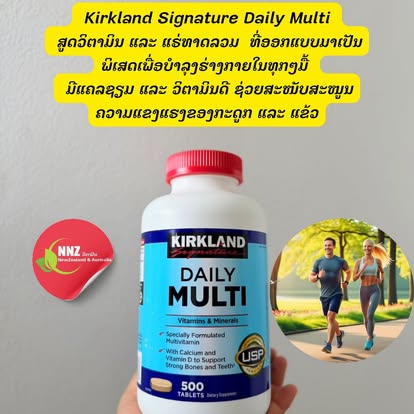 Kirkland Signature Daily Multi
ສູດວິຕາມິນ ແລະ ແຮ່ທາດລວມ ທີ່ອອກແບບມາເປັນ
ພິເສດເພື່ອບໍາລຸງຮ່າງກາຍໃນທຸກໆມື້
ມີແຄລຊຽມ ແລະ ວິຕາມິນດີ ຊ່ວຍສະໜັບສະໜູນ
ຄວາມແຂງແຮງຂອງກະດູກ ແລະ ແຂ້ວ
NNZ
NewZealand & Australia
KIRKLAND
Signature
DAILY
MULTI
Vitamins & Minerals
Specially Formulated
Multivitamin
With Calcium and
Vitamin D to Support
Strong Bones and Teeth
USP
500
TABLETS
Dietary Supplement